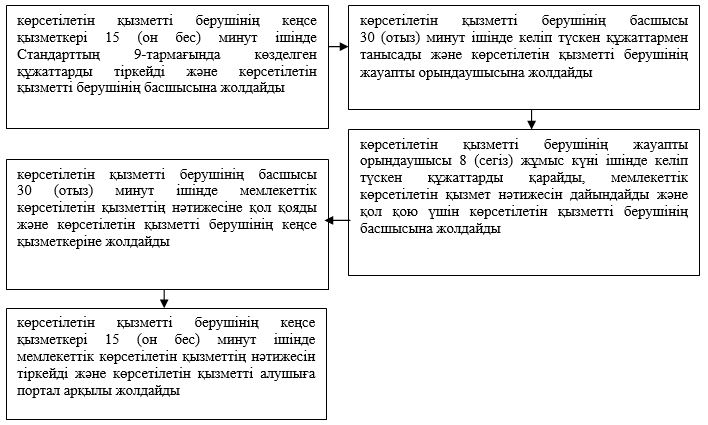 көрсетілетін қызметті берушінің кеңсе
қызметкері 15 (он бес) минут ішінде
Стандарттың 9-тармағында көзделген
құжаттарды тіркейді және көрсетілетін
қызметті берушінің басшысына жолдайды
көрсетілетін қызметті берушінің басшысы
30 (отыз) минут ішінде келіп түскен құжаттармен
танысады және көрсетілетін қызметті берушінің
жауапты орындаушысына жолдайды
көрсетілетін қызметті берушінің жауапты
орындаушысы 8 (сегіз) жұмыс күні ішінде келіп
түскен құжаттарды қарайды, мемлекеттік
көрсетілетін қызмет нәтижесін дайындайды және
қол қою үшін көрсетілетін қызметті берушінің
басшысына жолдайды
көрсетілетін қызметті берушінің басшысы
30 (отыз) минут ішінде мемлекеттік
көрсетілетін қызметтің нәтижесіне қол қояды
және көрсетілетін қызметті берушінің кеңсе
қызметкеріне жолдайды
көрсетілетін қызметті берушінің кеңсе
қызметкері 15 (он бес) минут ішінде
мемлекеттік көрсетілетін қызметтің нәтижесін
тіркейді және көрсетілетін қызметті алушыға
портал арқылы жолдайды